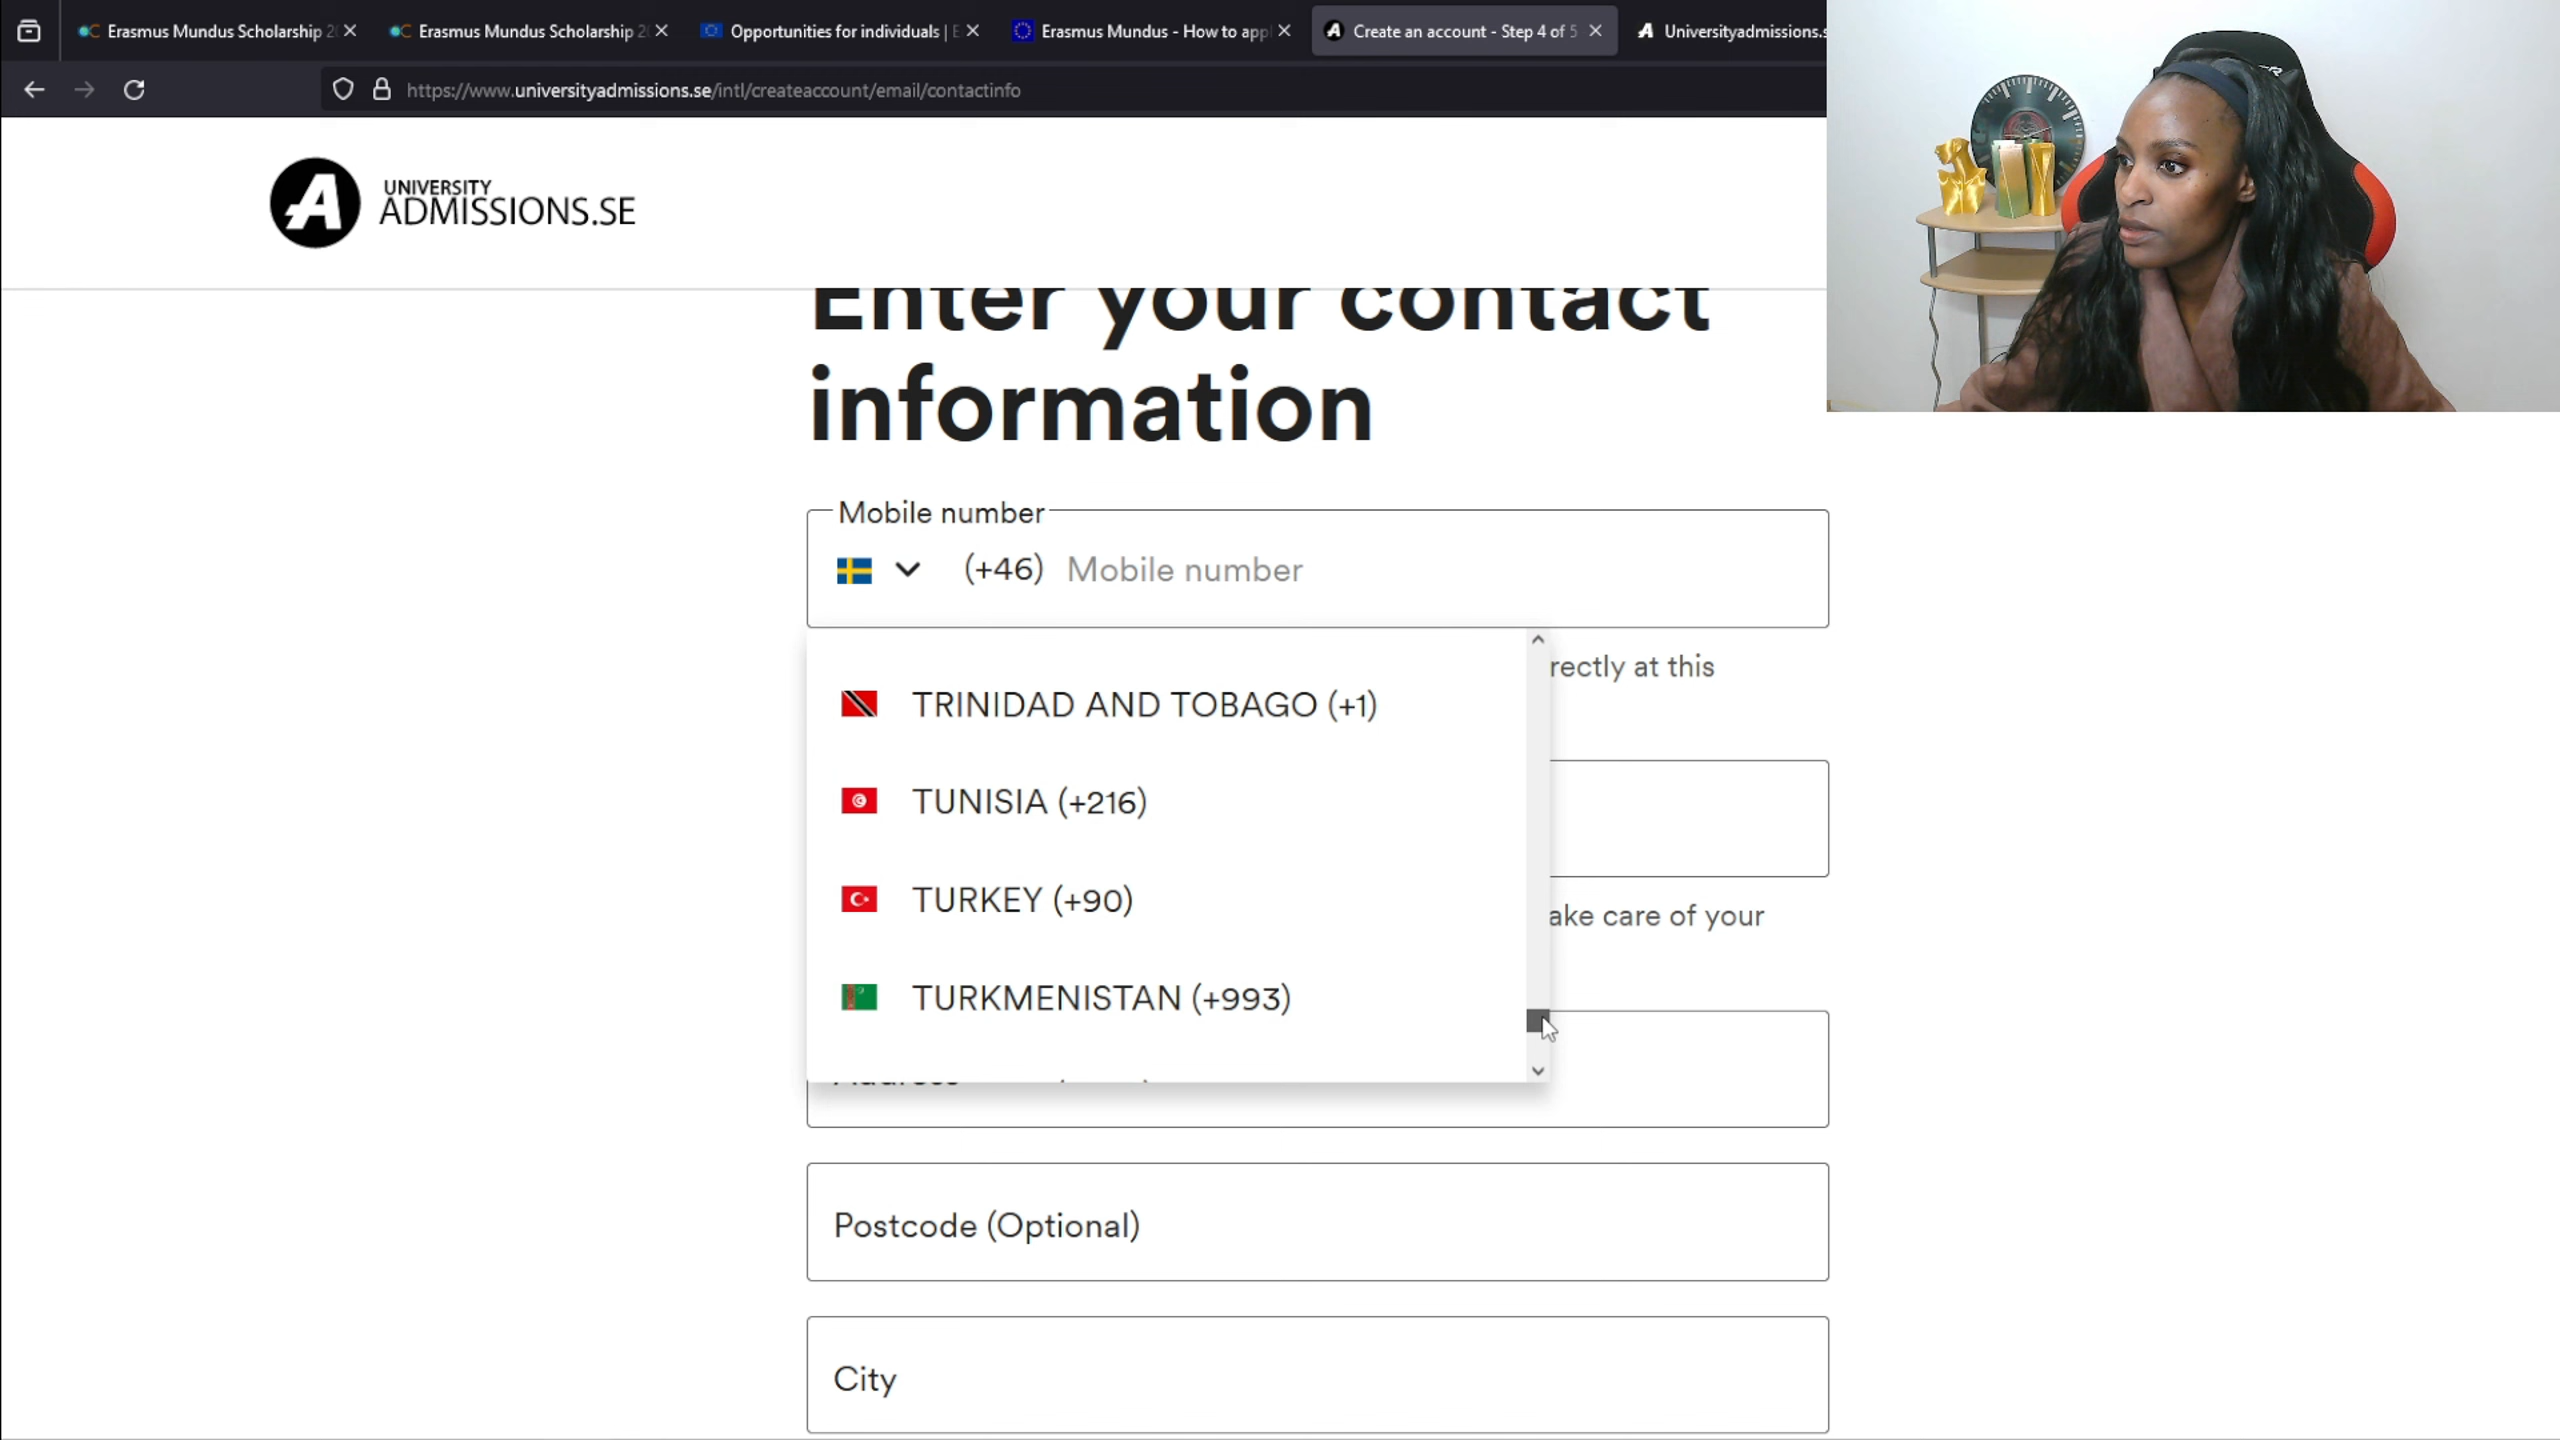 Erasmus Mundus Scholarship 2
Erasmus Mundus Scholarship 2
Opportunities for individuals | E
Erasmus Mundus - How to appl
Create an account - Step 4 of 5
Universityadmissions.s
https://www.universityadmissions.se/intl/createaccount/email/contactinfo
A
UNIVERSITY
ADMISSIONS.SE
Enter your contact
information
Mobile number
(+46) Mobile number
rectly at this
TRINIDAD AND TOBAGO (+1)
TUNISIA (+216)
TURKEY (+90)
ake care of your
TURKMENISTAN (+993)
Postcode (Optional)
City